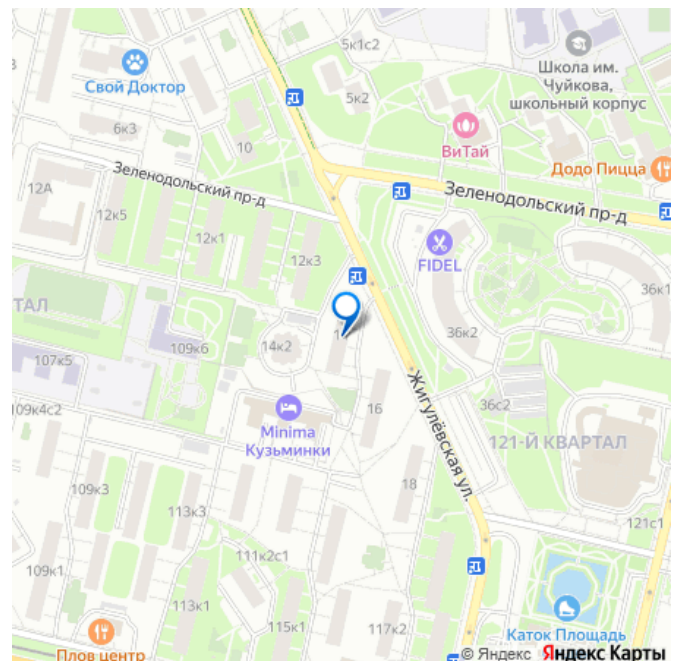 5к1с2
Школа им.
Чуйкова,
школьный корпус
Свой Доктор
5к2
6к3
10
ВиТай
Додо Пицца
Зеленодольский пр-д
Зеленодольский пр-д
12А
12к5
12к1
12к3
FIDEL
36к1
ТАЛ
36к2
14к2
109к6
107к5
36с2
16
109к4с2
Minima
Кузьминки
Жигулёвская ул.
121-Й КВАРТАЛ
18
109к3
113к3
121с1
111к2с1
109к1
113к1
115к1
117к2
Каток Площадь
Плов центр
© Яндекс Яндекс Карты